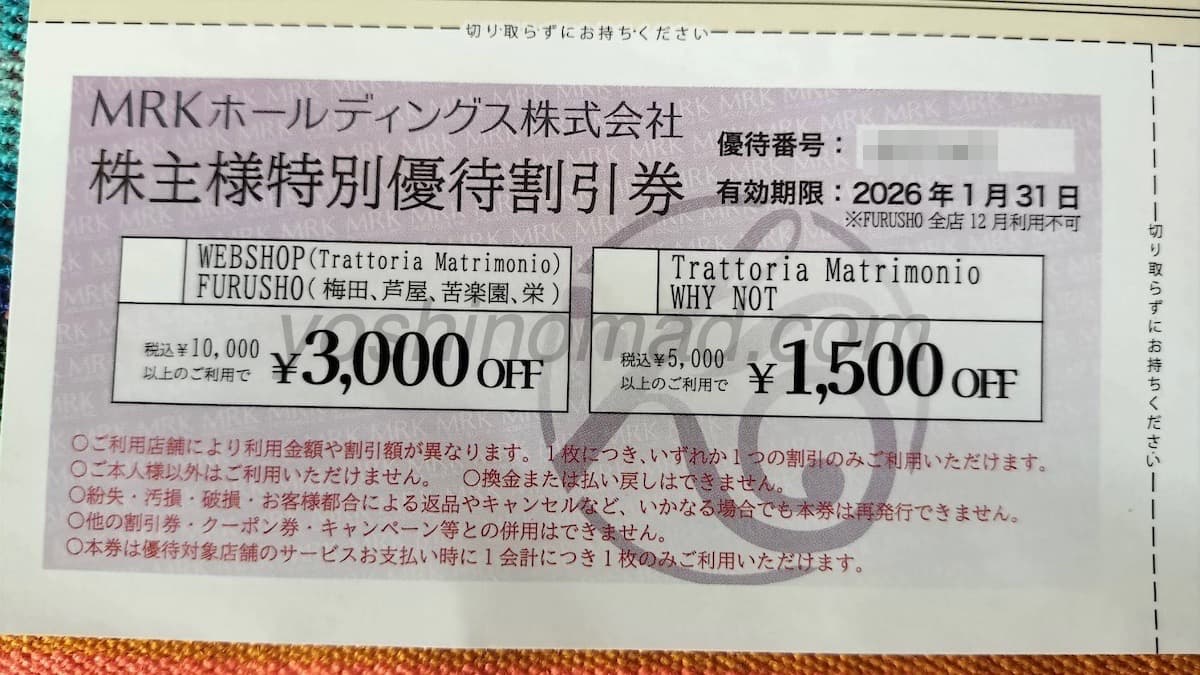 切り取らずにお持ちください
MRKホールディングス株式会社
株主様特別優待割引券
優待番号：
有効期限：2026年1月31日
※FURUSHO 全店12月利用不可
WEBSHOP(Trattoria Matrimonio)
FURUSHO(梅田、芦屋、苦楽園、栄)
税込¥10,000
以上のご利用で
¥3,000 OFF
Trattoria Matrimonio
WHY NOT
税込¥5,000
以上のご利用で
¥1,500 OFF
yoshinomad.com
○ご利用店舗により利用金額や割引額が異なります。1枚につき、いずれか1つの割引のみご利用いただけます。
○ご本人様以外はご利用いただけません。 ○換金または払い戻しはできません。
○紛失・汚損・破損・お客様都合による返品やキャンセルなど、いかなる場合でも本券は再発行できません。
○他の割引券・クーポン券・キャンペーン等との併用はできません。
○本券は優待対象店舗のサービスお支払い時に1会計につき1枚のみご利用いただけます。
切り取らずにお持ちください